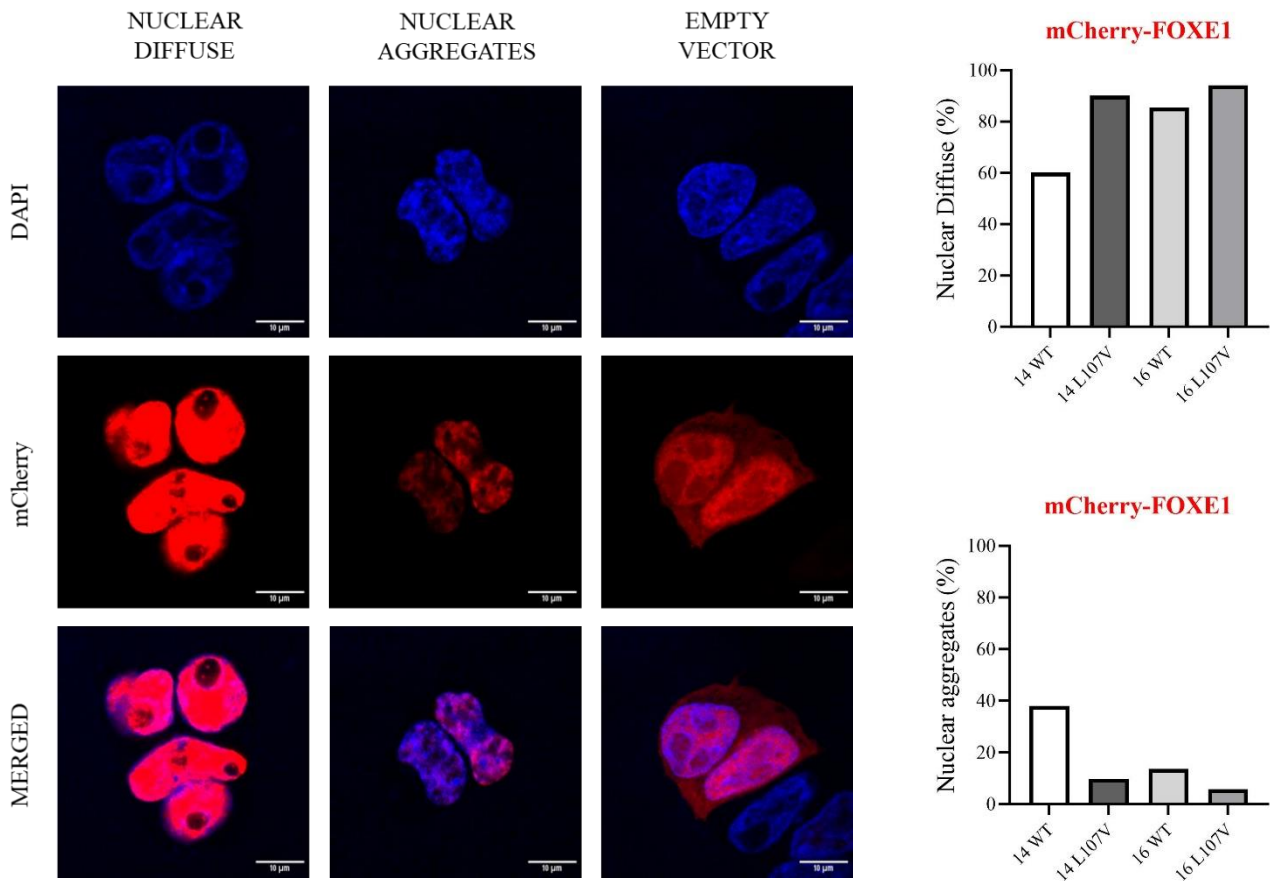 NUCLEAR
DIFFUSE
NUCLEAR
AGGREGATES
EMPTY
VECTOR
DAPI
10 µm
10 µm
10 µm
mCherry
10 µm
10 µm
10 µm
MERGED
10 µm
10 µm
10 µm
mCherry-FOXE1
Nuclear Diffuse (%)
100
80
60
40
20
0
14 WT
14 L107V
16 WT
16 L107V
mCherry-FOXE1
Nuclear aggregates (%)
100
80
60
40
20
0
14 WT
14 L107V
16 WT
16 L107V